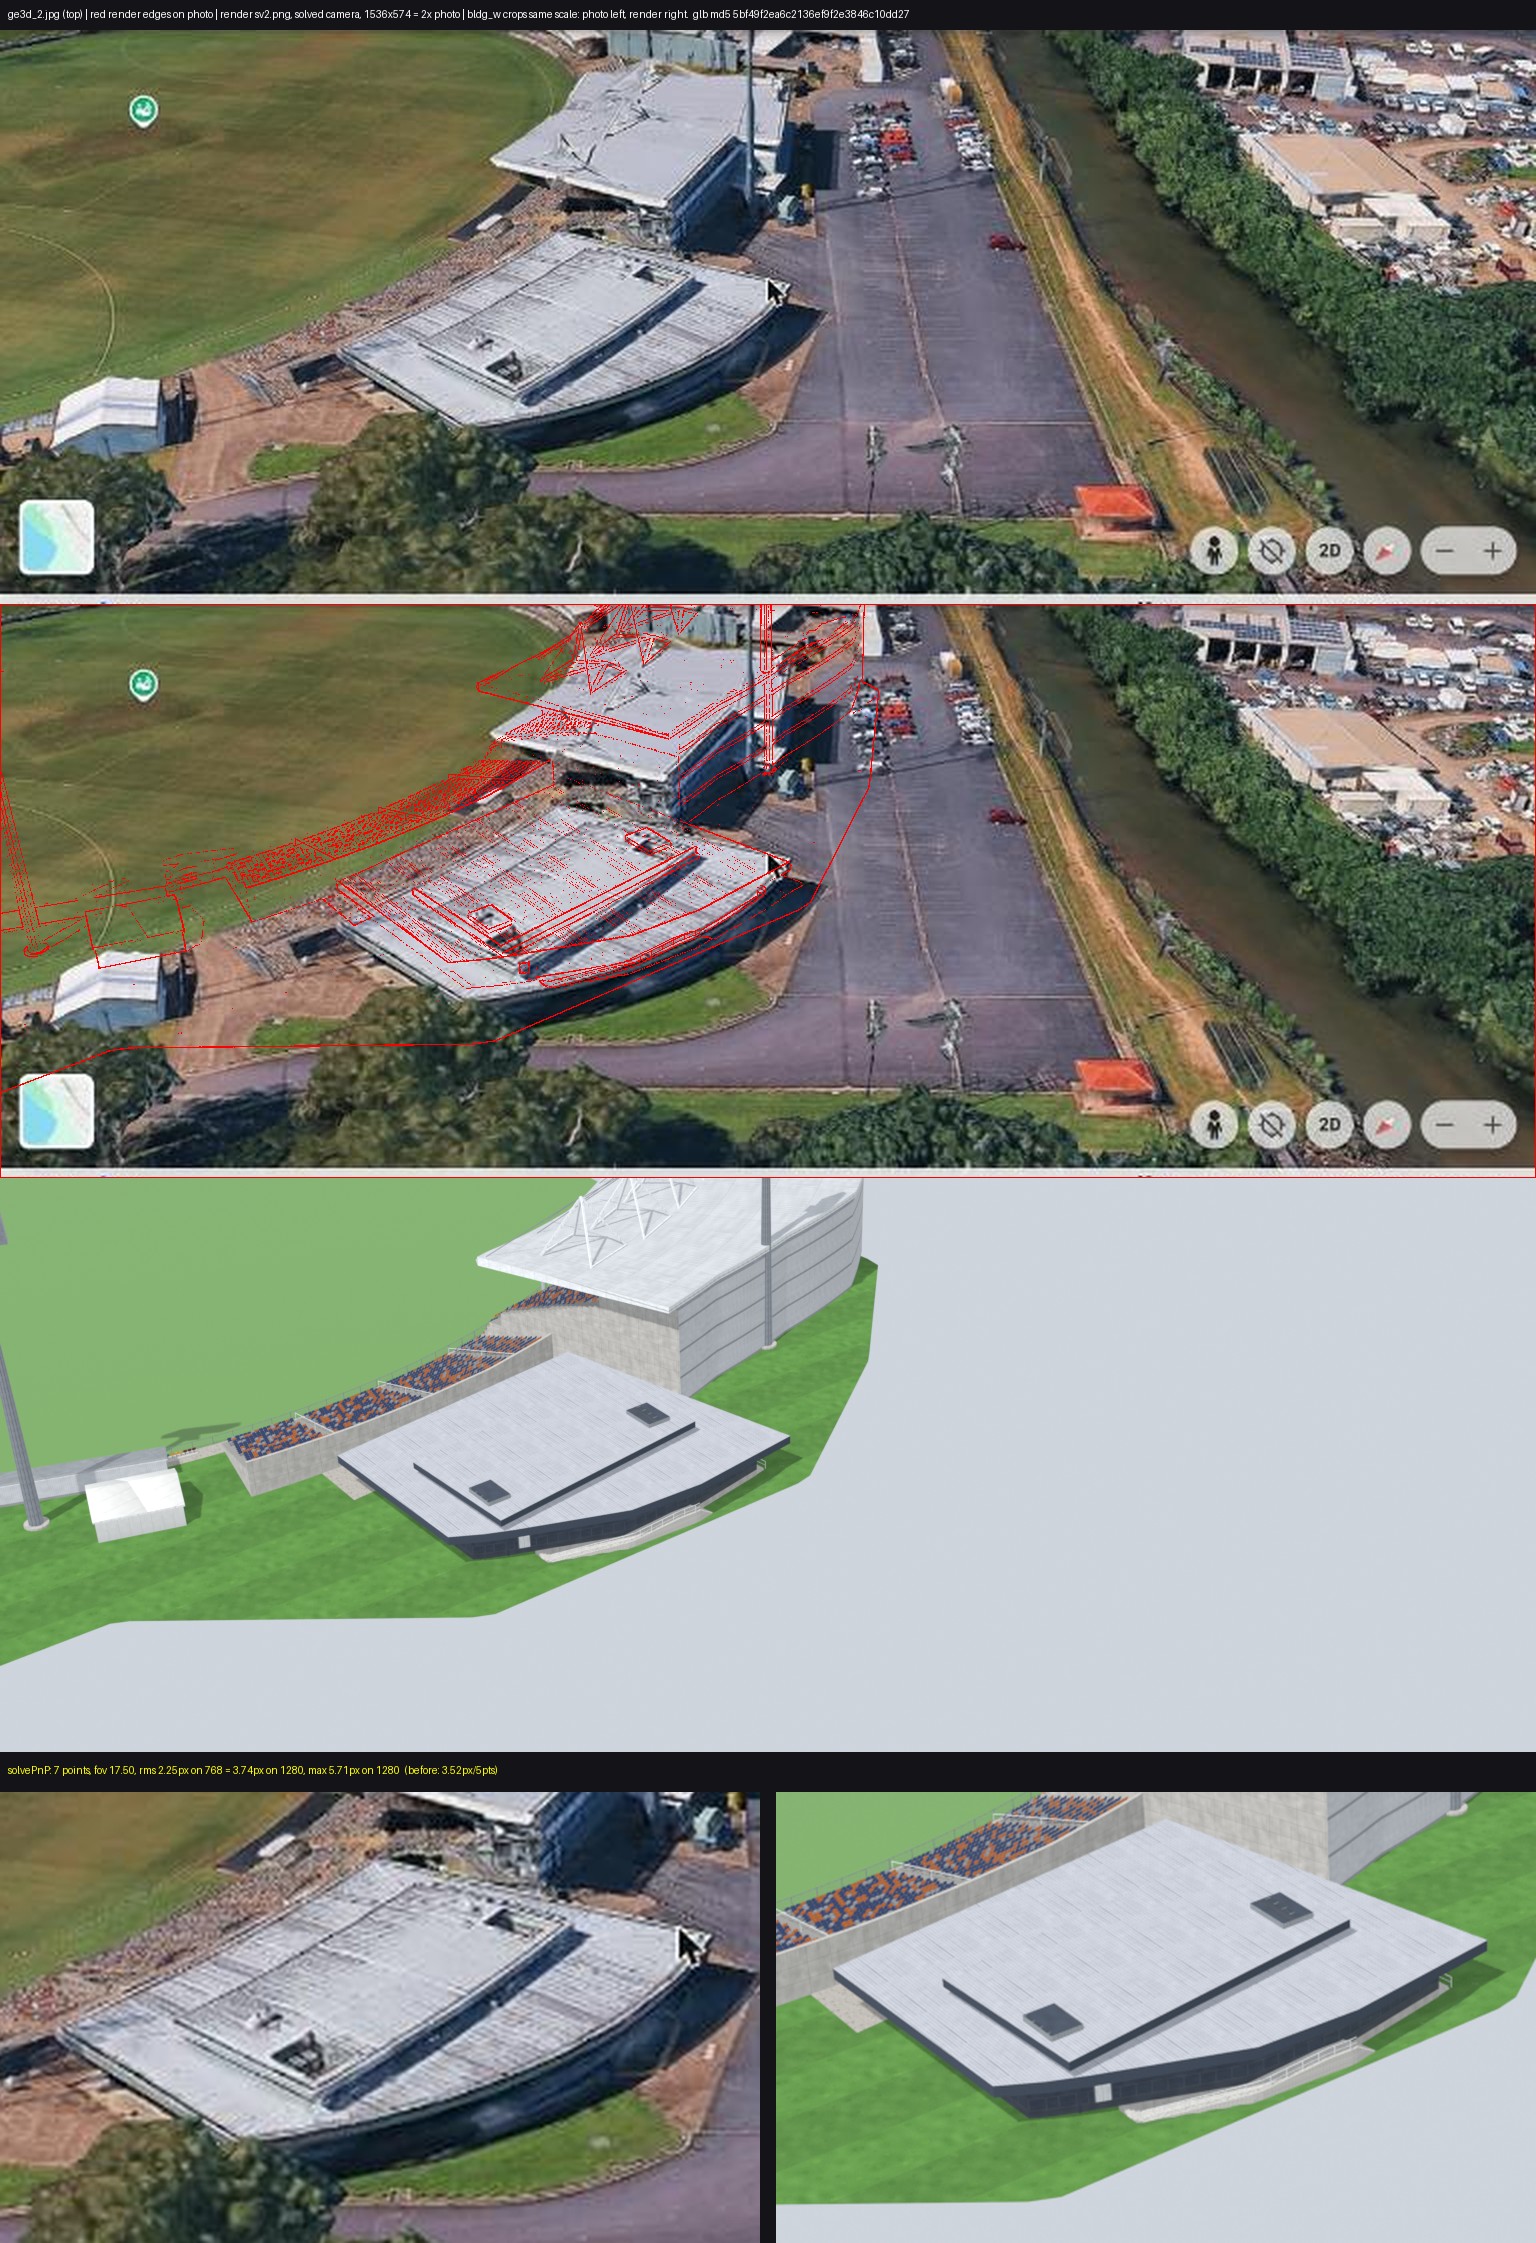 ge3d_2.jpg (top) | red render edges on photo | render sv2.png, solved camera, 1536x574 = 2x photo | bldg_w crops same scale: photo left, render right. glb md5 5bf49f2ea6c2136ef9f2e3846c10dd27
2D
2D
solvePnP: 7 points, fov 17.50, rms 2.25px on 768 = 3.74px on 1280, max 5.71px on 1280 (before: 3.52px/5pts)